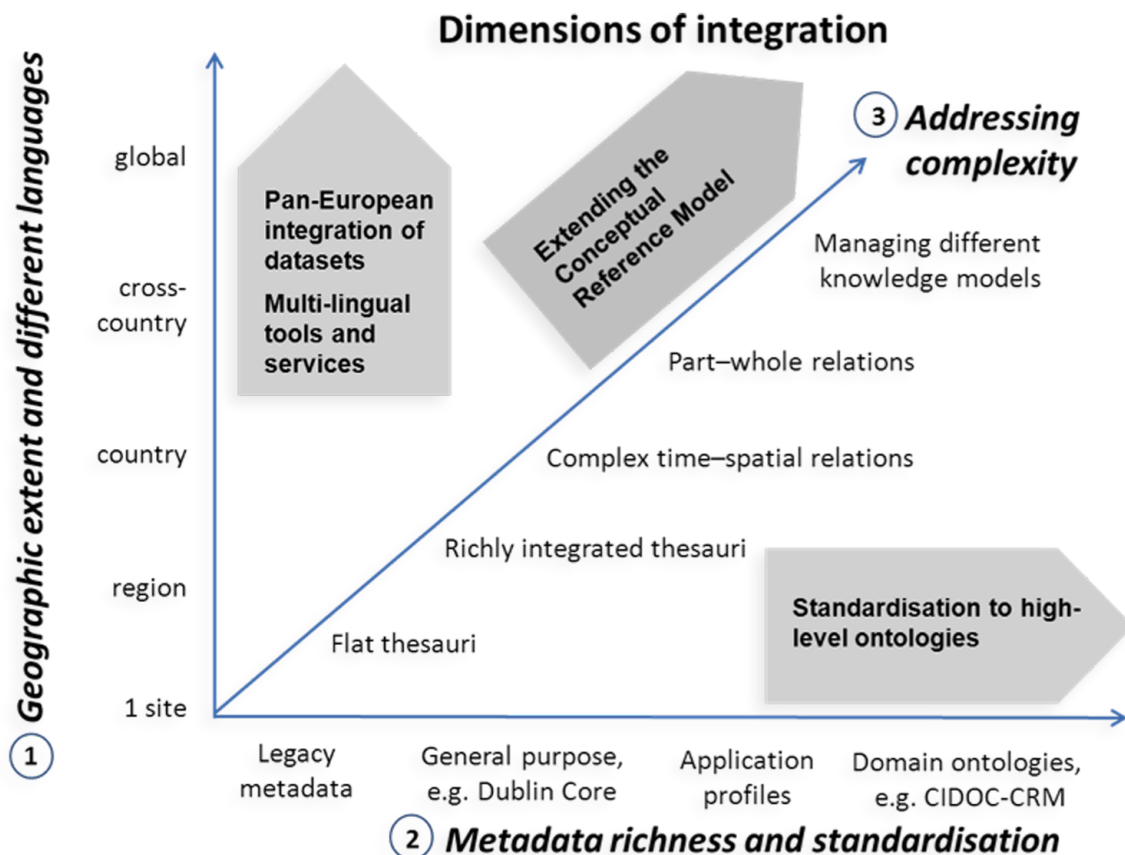 Dimensions of integration
1
Geographic extent and different languages
global
cross-
country
country
region
1 site
Pan-European
integration of
datasets
Multi-lingual
tools and
services
Extending the
Conceptual
Reference Model
3 Addressing
complexity
Managing different
knowledge models
Part–whole relations
Complex time–spatial relations
Richly integrated thesauri
Flat thesauri
Standardisation to high-
level ontologies
Legacy
metadata
General purpose,
e.g. Dublin Core
Application
profiles
Domain ontologies,
e.g. CIDOC-CRM
2 Metadata richness and standardisation